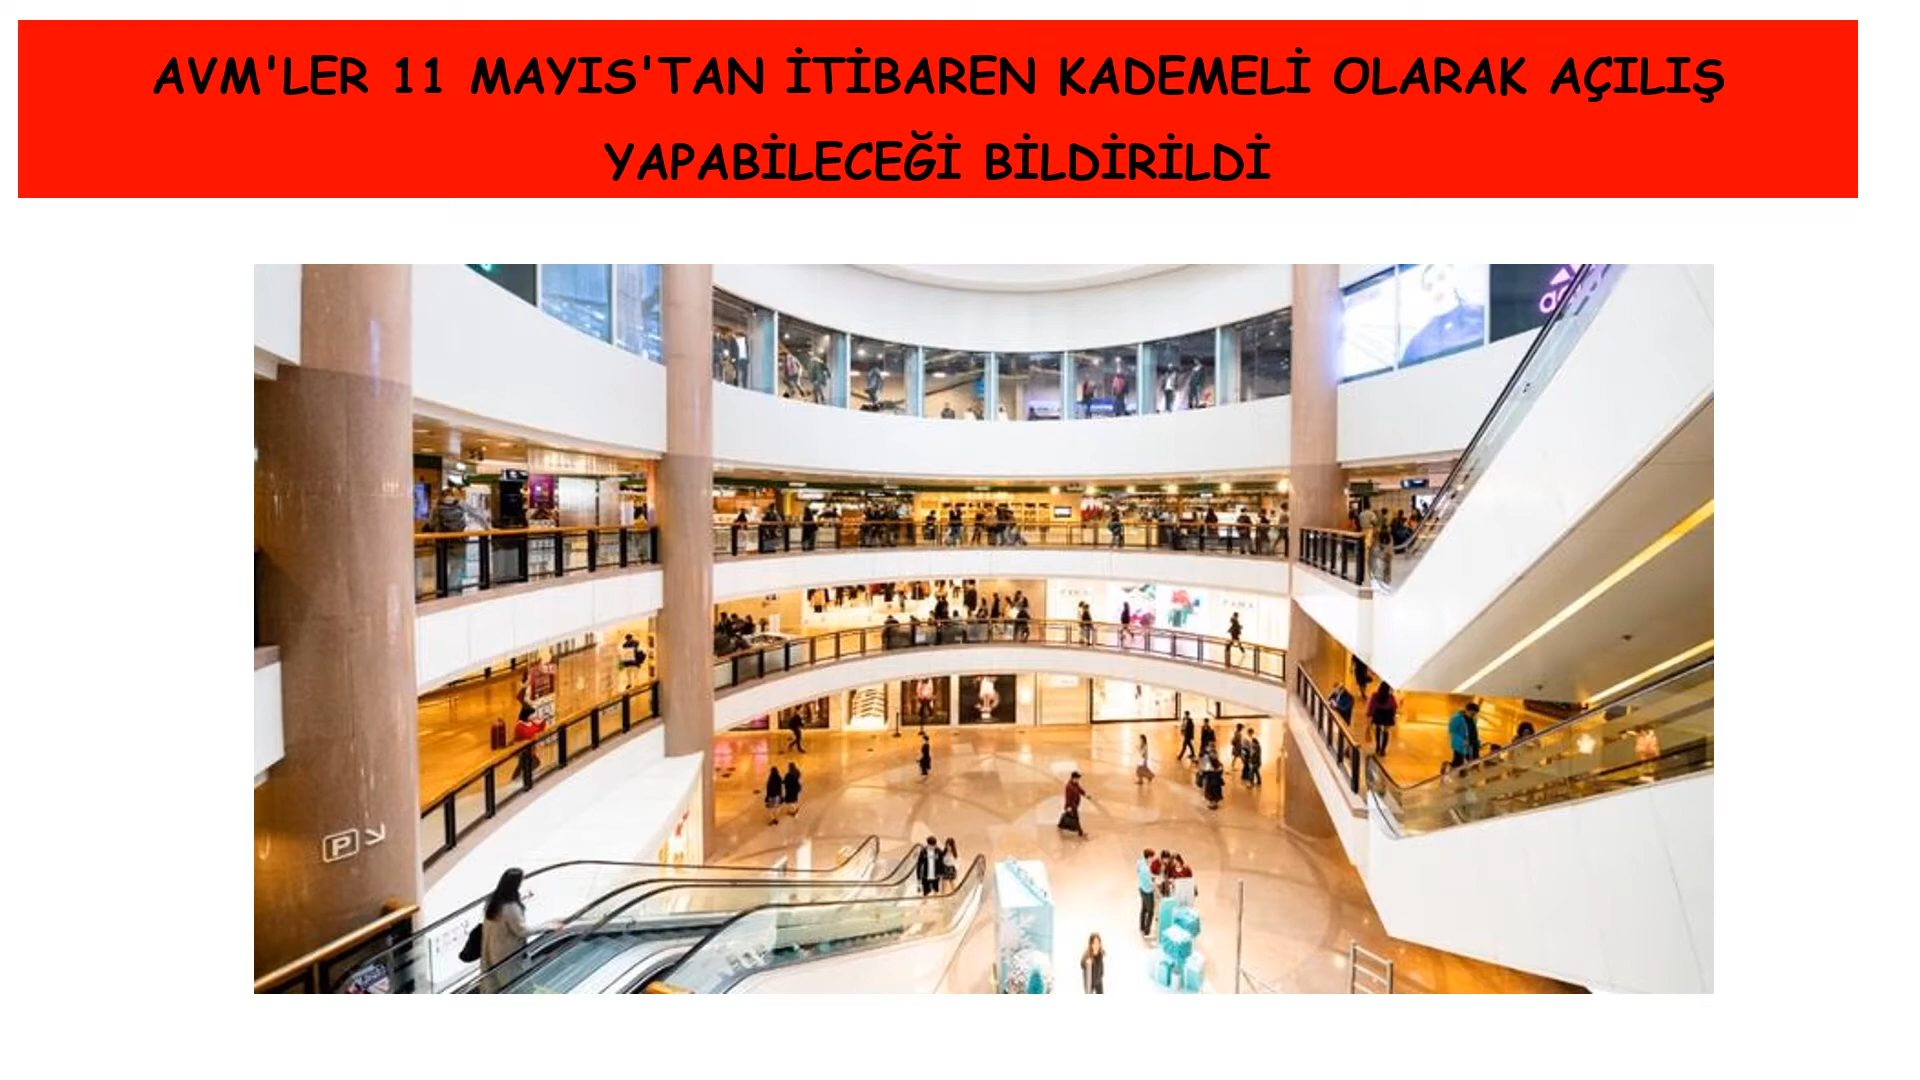 AVM'LER 11 MAYIS'TAN İTİBAREN KADEMELİ OLARAK AÇILIŞ
YAPABİLECEĞİ BİLDİRİLDİ
P